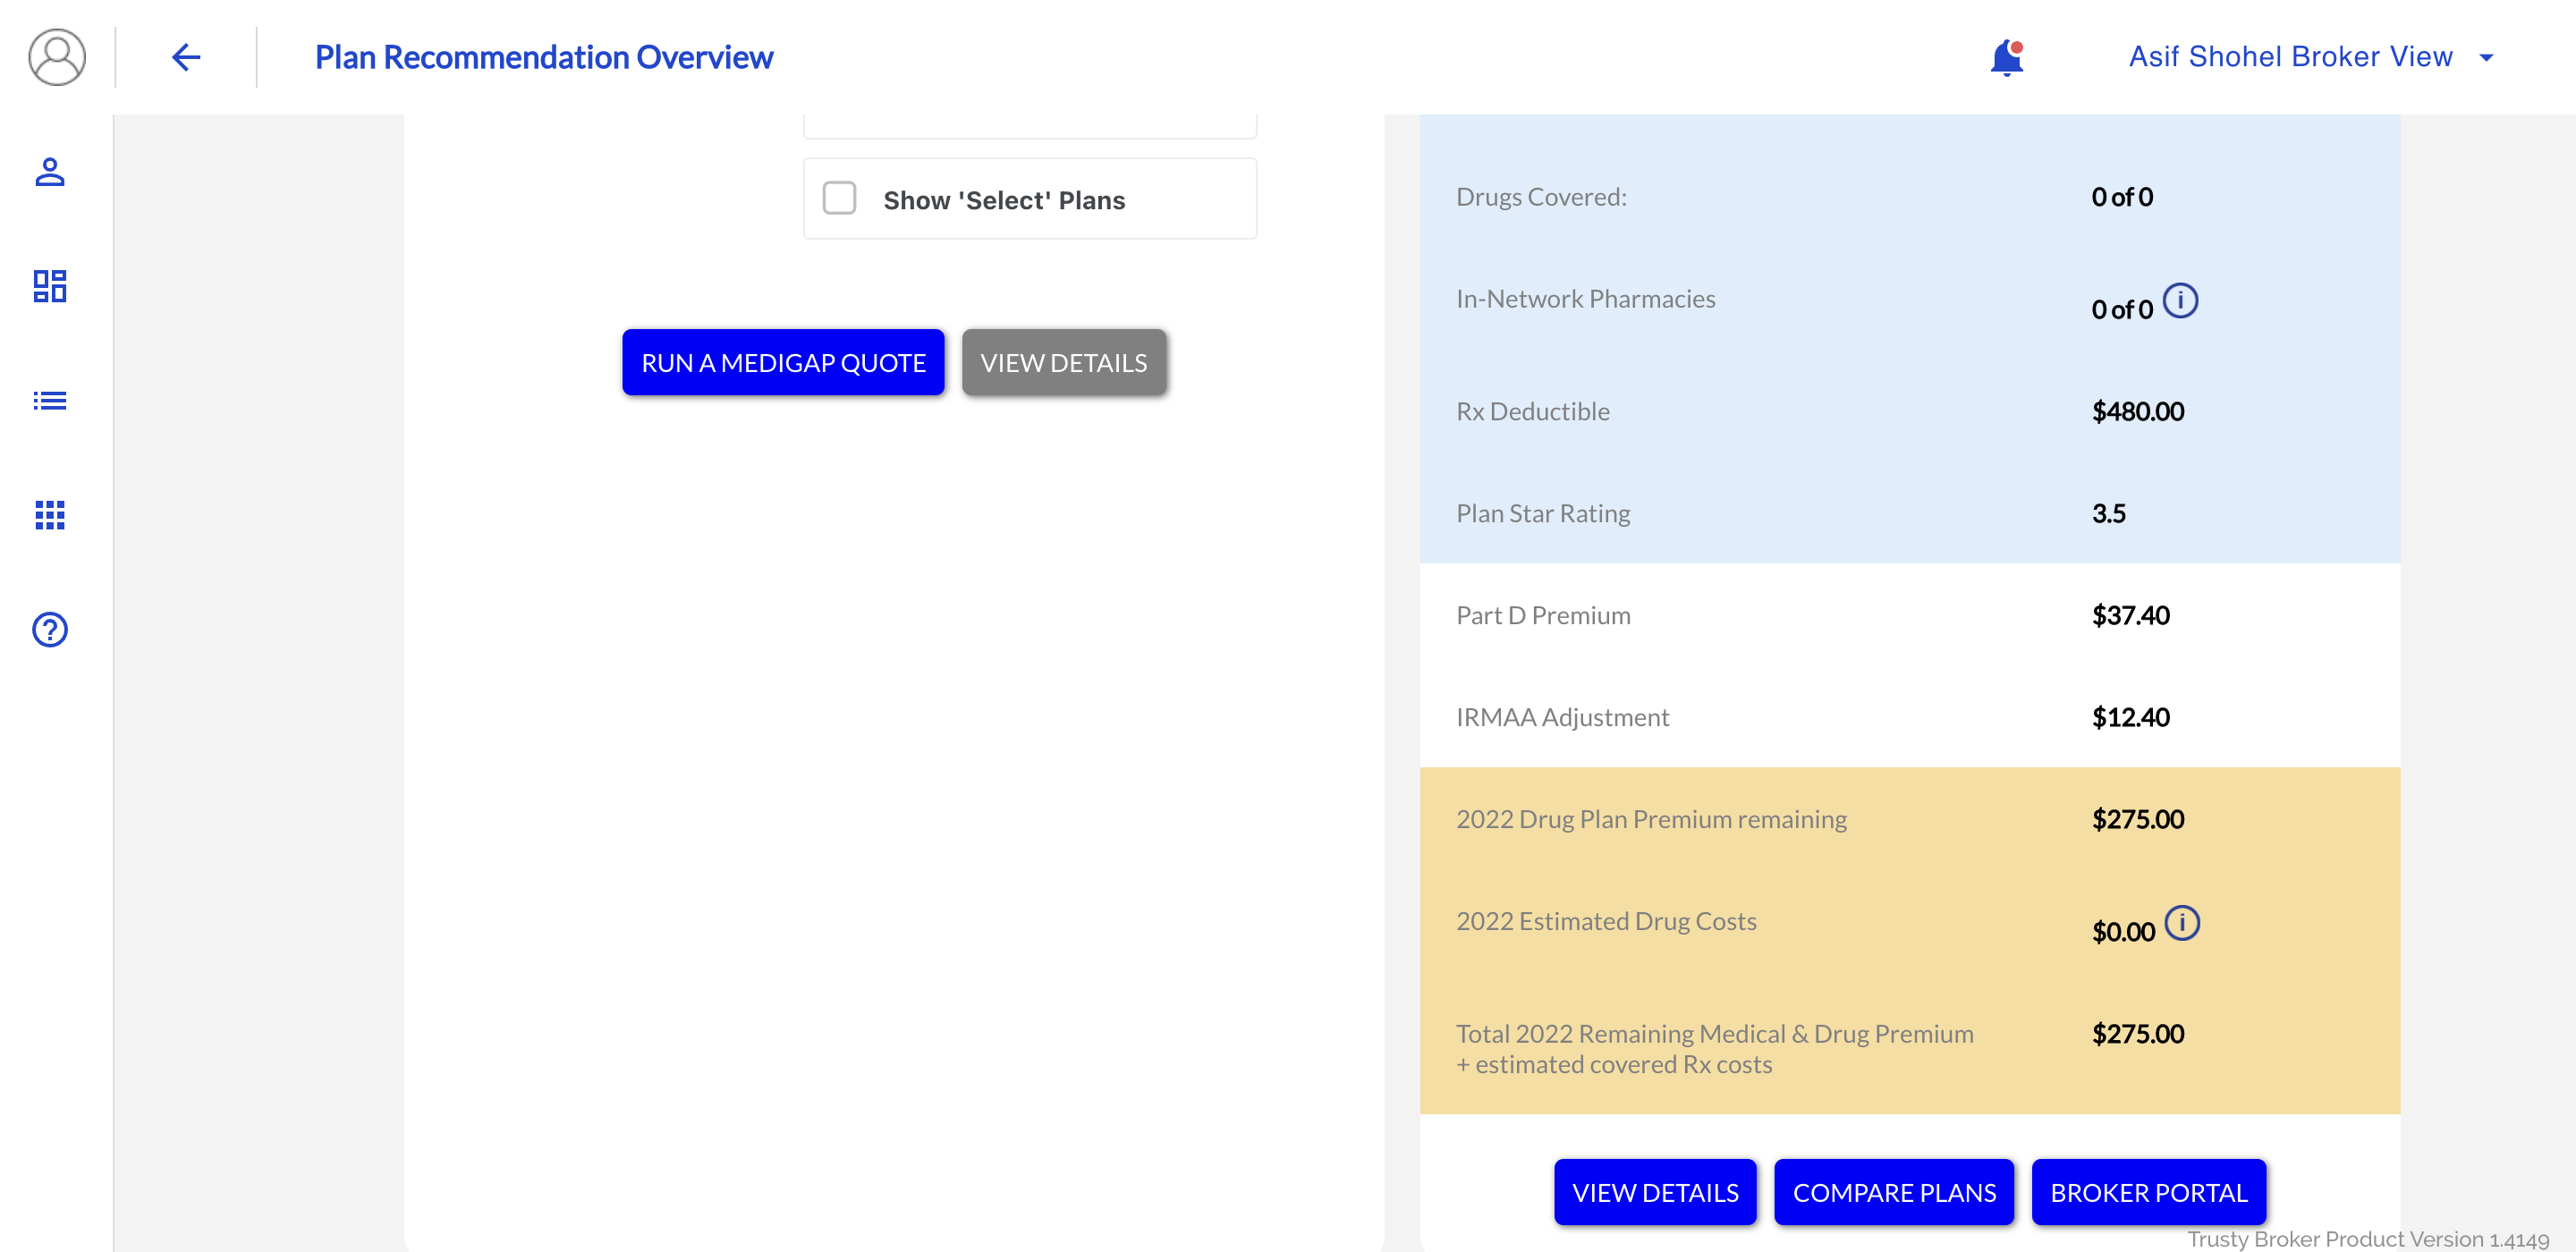 Plan Recommendation Overview
Asif Shohel Broker View
Show 'Select' Plans
RUN A MEDIGAP QUOTE
VIEW DETAILS
Drugs Covered:
0 of 0
In-Network Pharmacies
0 of 0
Rx Deductible
$480.00
Plan Star Rating
3.5
Part D Premium
$37.40
IRMAA Adjustment
$12.40
2022 Drug Plan Premium remaining
$275.00
2022 Estimated Drug Costs
$0.00
Total 2022 Remaining Medical & Drug Premium
+ estimated covered Rx costs
$275.00
VIEW DETAILS
COMPARE PLANS
BROKER PORTAL
Trusty Broker Product Version 1.4149